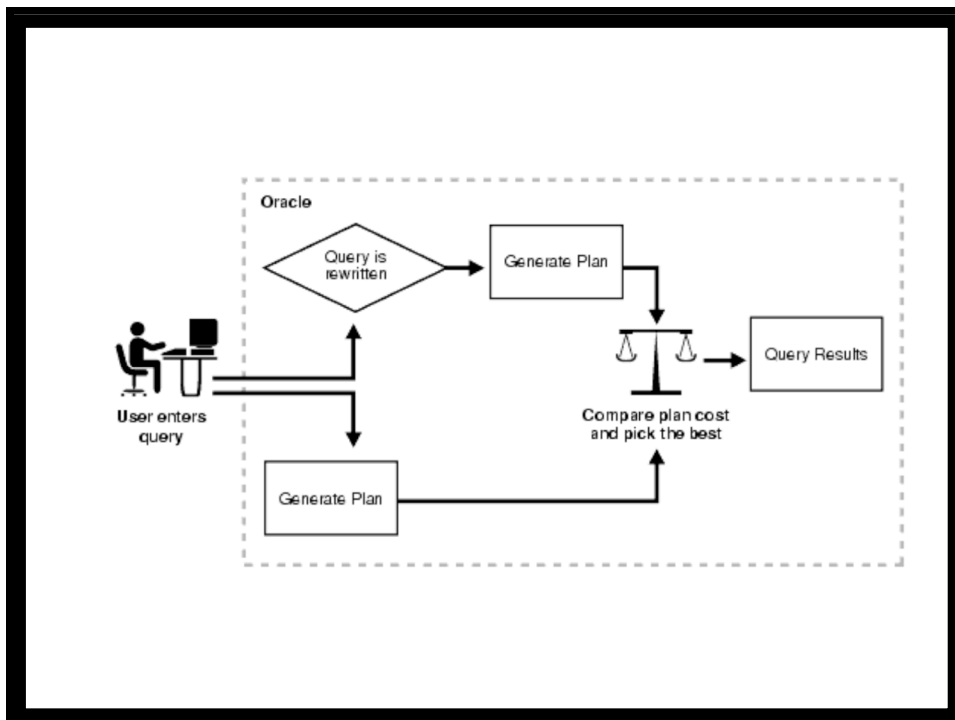 Oracle
Query is
rewritten
Generate Plan
Query Results
Compare plan cost
and pick the best
User enters
query
Generate Plan